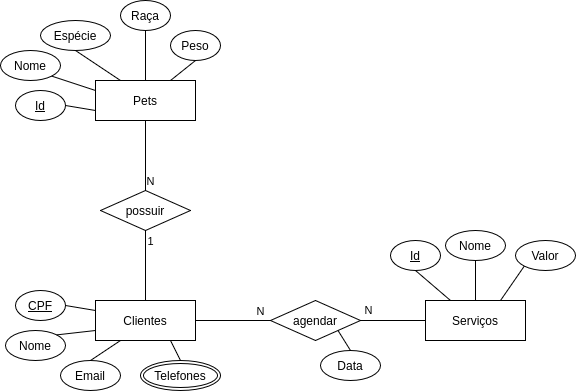 Raça
Espécie
Peso
Nome
Id
Pets
N
possuir
1
Id
Nome
Valor
CPF
Clientes
N
agendar
N
Serviços
Nome
Email
Telefones
Data